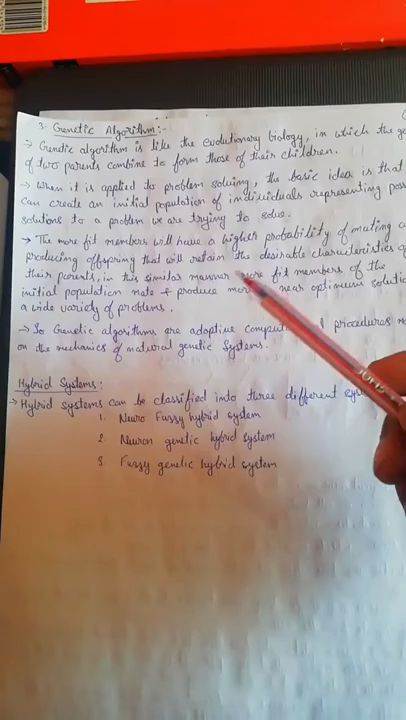 3. Genetic Algorithm:-
→ Genetic algorithm is like the evolutionary biology, in which the
of two parents combine to form those of their children.
→ When it is applied to problem solving, the basic idea is that
can create an initial population of individuals representing
solutions to a problem we are trying to solve.
→ The more fit members will have a higher probability of mating
producing offspring that will retain the desirable characteristics
their parents, in this similar manner more fit members of the
initial population mate + produce near optimum
a wide variety of problems.
→ So Genetic algorithms are adoptive procedures
on the mechanics of natural genetic systems.
Hybrid Systems:
→ Hybrid systems can be classified into three different
1. Neuro Fuzzy hybrid system
2. Neuron genetic hybrid system
3. Fuzzy genetic hybrid system